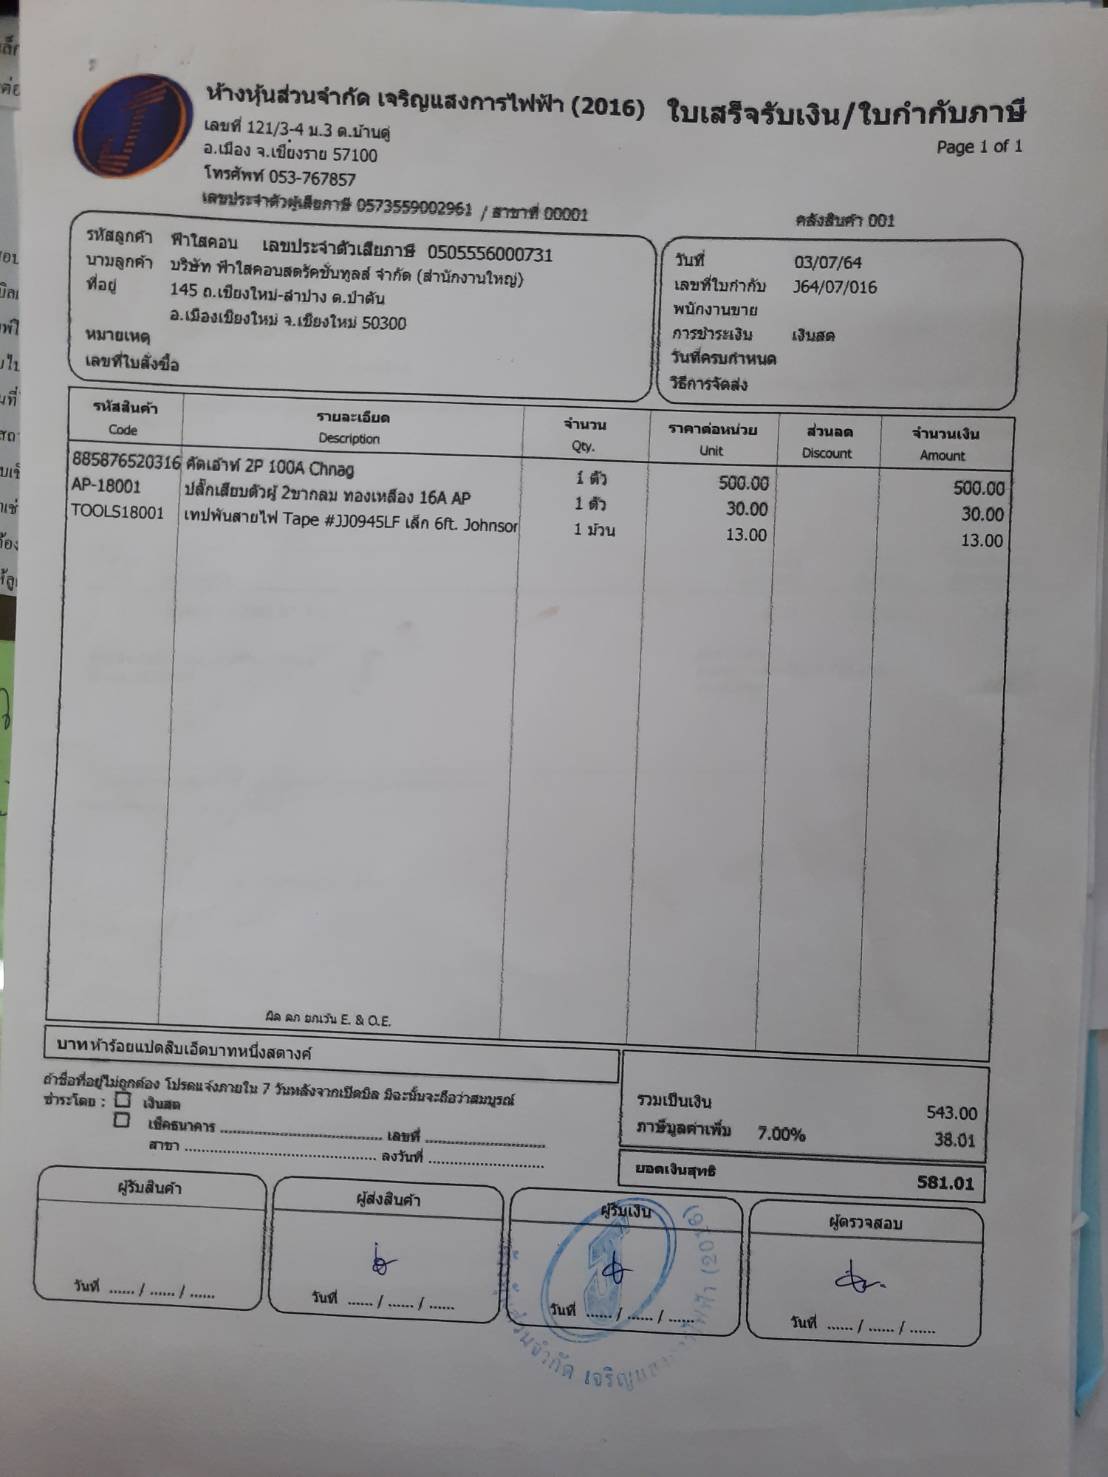 ห้างหุ้นส่วนจำกัด เจริญแสงการไฟฟ้า (2016) ใบเสร็จรับเงิน/ใบกำกับภาษี
เลขที่ 121/3-4 ม.3 ต.บ้านดู่
Page 1 of 1
อ.เมือง จ.เชียงราย 57100
โทรศัพท์ 053-767857
เลขประจำตัวผู้เสียภาษี 0573559002961 / สาขาที่ 00001
คลังสินค้า 001
รหัสลูกค้า ฟ้าใสคอน เลขประจำตัวเสียภาษี 0505556000731
นามลูกค้า บริษัท ฟ้าใสคอนสตรัคชั่นทูลส์ จำกัด (สำนักงานใหญ่)
ที่อยู่ 145 ถ.เชียงใหม่-ลำปาง ต.ป่าตัน
อ.เมืองเชียงใหม่ จ.เชียงใหม่ 50300
หมายเหตุ
เลขที่ใบสั่งซื้อ
วันที่ 03/07/64
เลขที่ใบกำกับ J64/07/016
พนักงานขาย
การชำระเงิน เงินสด
วันที่ครบกำหนด
วิธีการจัดส่ง
รหัสสินค้า รายละเอียด จำนวน ราคาต่อหน่วย ส่วนลด จำนวนเงิน
Code Description Qty. Unit Discount Amount
885876520316 คัตเอ้าท์ 2P 100A Chnag 1 ตัว 500.00 500.00
AP-18001 ปลั๊กเสียบตัวผู้ 2ขากลม ทองเหลือง 16A AP 1 ตัว 30.00 30.00
TOOLS18001 เทปพันสายไฟ Tape #JJ0945LF เล็ก 6ft. Johnsor 1 ม้วน 13.00 13.00
ผิด ตก ยกเว้น E. & O.E.
บาท ห้าร้อยแปดสิบเอ็ดบาทหนึ่งสตางค์
ถ้าชื่อที่อยู่ไม่ถูกต้อง โปรดแจ้งภายใน 7 วันหลังจากเปิดบิล มิฉะนั้นจะถือว่าสมบูรณ์
ชำระโดย : เงินสด
เช็คธนาคาร ........................................ เลขที่ .............................
สาขา ............................................... ลงวันที่ .............................
รวมเป็นเงิน 543.00
ภาษีมูลค่าเพิ่ม 7.00% 38.01
ยอดเงินสุทธิ 581.01
ผู้รับสินค้า ผู้ส่งสินค้า ผู้รับเงิน ผู้ตรวจสอบ
วันที่ ...... / ...... / ...... วันที่ ...... / ...... / ...... วันที่ ...... / ...... / ...... วันที่ ...... / ...... / ......